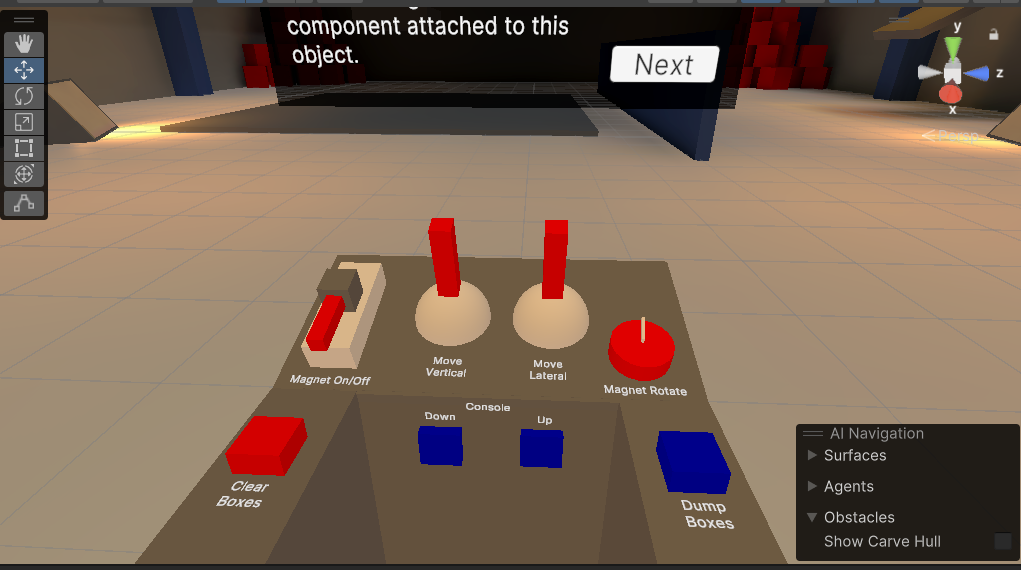 component attached to this
object.
Next
y
z
x
Persp
Move
Vertical
Move
Lateral
Magnet On/Off
Magnet Rotate
Console
Down
Up
Clear
Boxes
Dump
Boxes
AI Navigation
Surfaces
Agents
Obstacles
Show Carve Hull